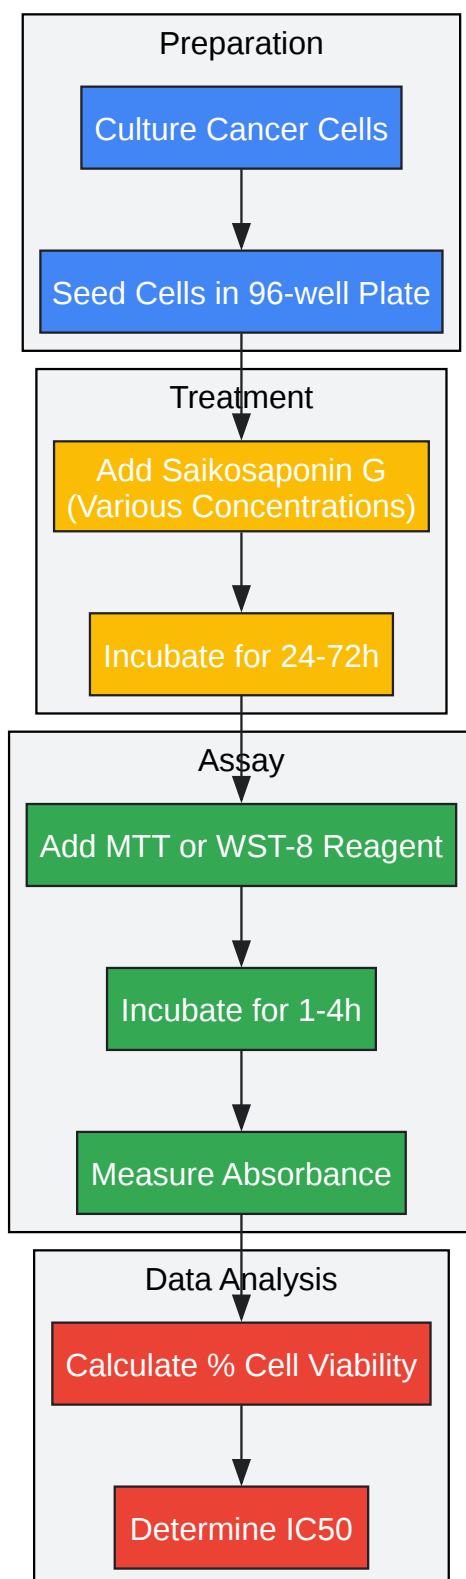 Preparation
Culture Cancer Cells
Seed Cells in 96-well Plate
Treatment
Add Saikosaponin G
(Various Concentrations)
Incubate for 24-72h
Assay
Add MTT or WST-8 Reagent
Incubate for 1-4h
Measure Absorbance
Data Analysis
Calculate % Cell Viability
Determine IC50